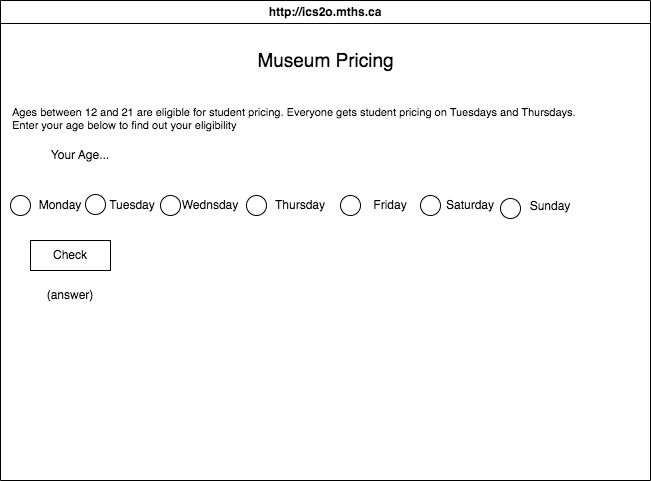 http://ics2o.mths.ca
Museum Pricing
Ages between 12 and 21 are eligible for student pricing. Everyone gets student pricing on Tuesdays and Thursdays.
Enter your age below to find out your eligibility
Your Age...
Monday Tuesday Wednsday Thursday Friday Saturday Sunday
Check
(answer)